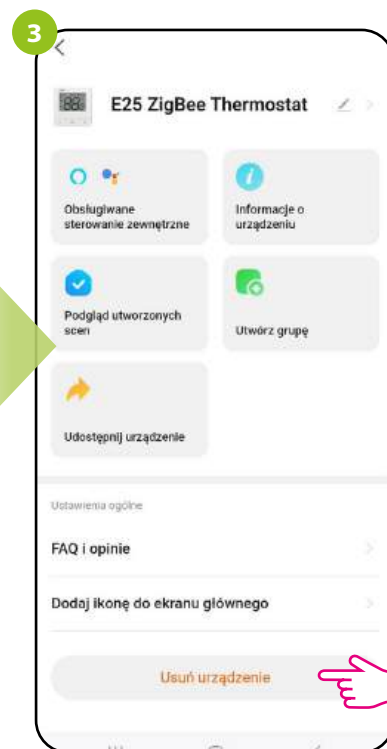 3
E25 ZigBee Thermostat
Obsługiwane
sterowanie zewnętrzne
Informacje o
urządzeniu
Podgląd utworzonych
scen
Utwórz grupę
Udostępnij urządzenie
Ustawienia ogólne
FAQ i opinie
Dodaj ikonę do ekranu głównego
Usuń urządzenie